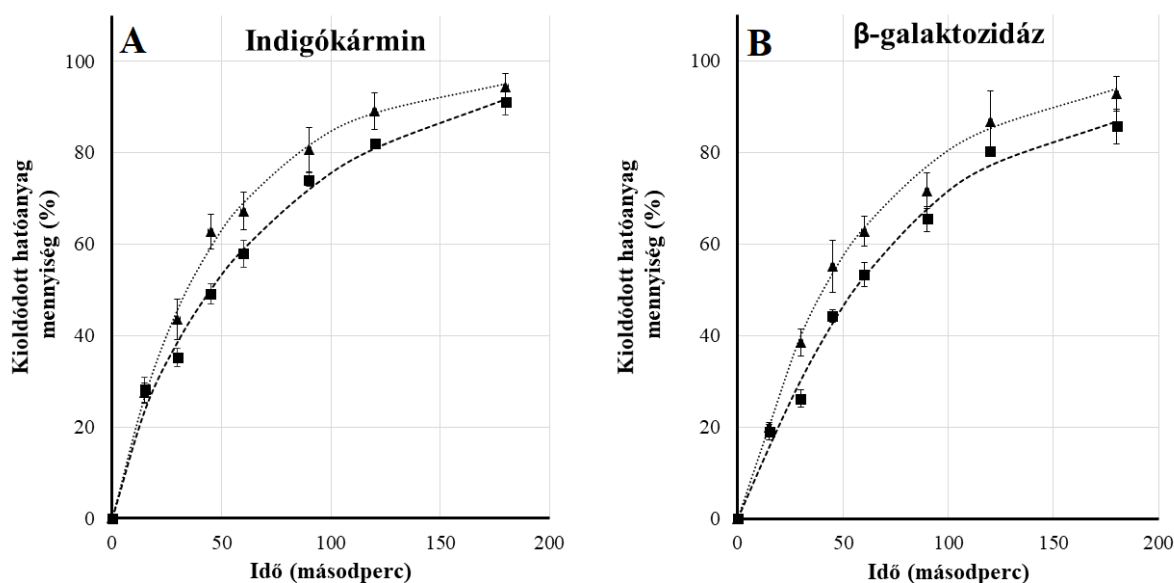 A
Indigókármin
Kioldódott hatóanyag
mennyiség (%)
100
80
60
40
20
0
0 50 100 150 200
Idő (másodperc)
B
β-galaktozidáz
Kioldódott hatóanyag
mennyiség (%)
100
80
60
40
20
0
0 50 100 150 200
Idő (másodperc)